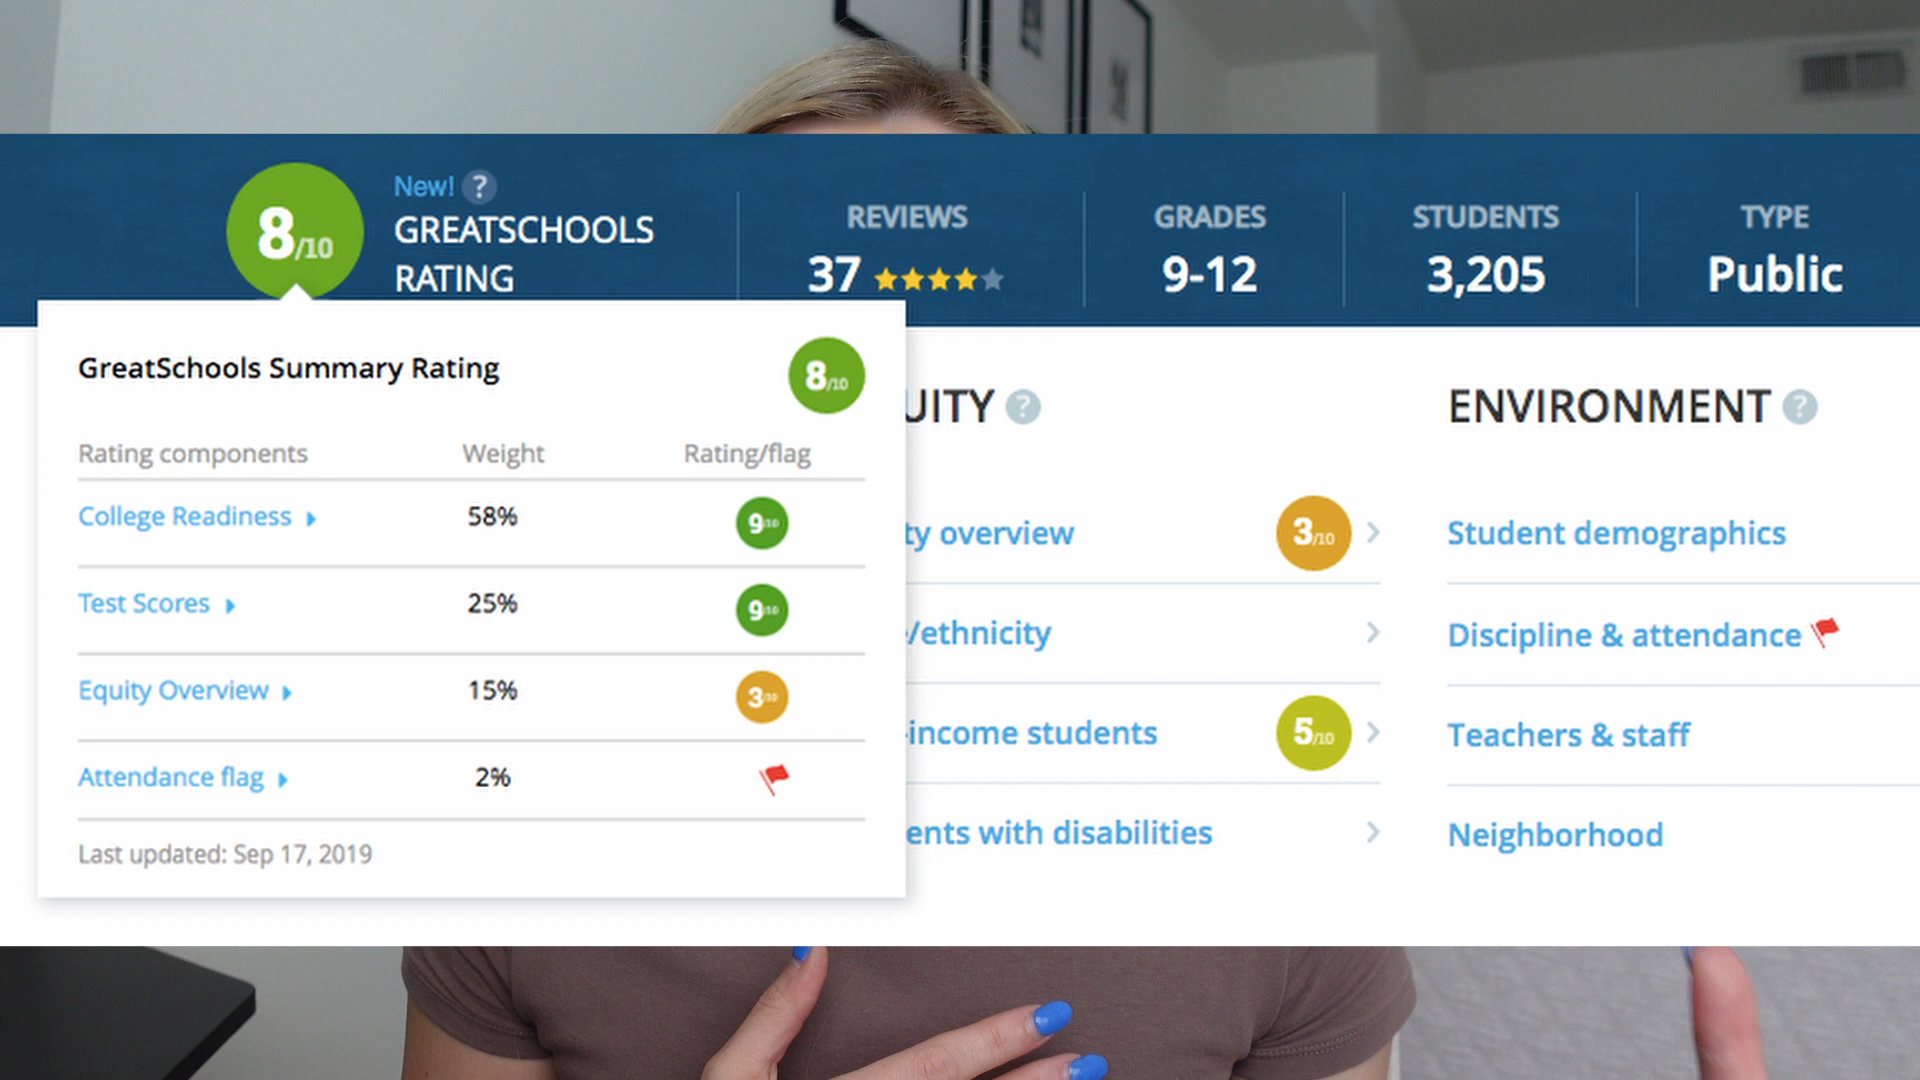 8/10
New! ?
GREATSCHOOLS
RATING
REVIEWS
37
GRADES
9-12
STUDENTS
3,205
TYPE
Public
GreatSchools Summary Rating
8/10
Rating components Weight Rating/flag
College Readiness 58% 9/10
Test Scores 25% 9/10
Equity Overview 15% 3/10
Attendance flag 2%
Last updated: Sep 17, 2019
UITY ?
ty overview 3/10
/ethnicity
-income students 5/10
ents with disabilities
ENVIRONMENT ?
Student demographics
Discipline & attendance
Teachers & staff
Neighborhood